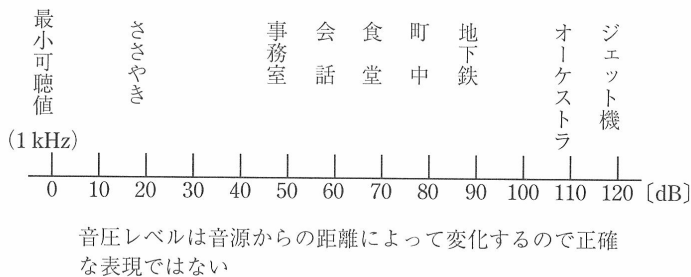 最小可聴値
ささやき
事務室
会話
食堂
町中
地下鉄
オーケストラ
ジェット機
(1 kHz)
0 10 20 30 40 50 60 70 80 90 100 110 120 〔dB〕
音圧レベルは音源からの距離によって変化するので正確
な表現ではない